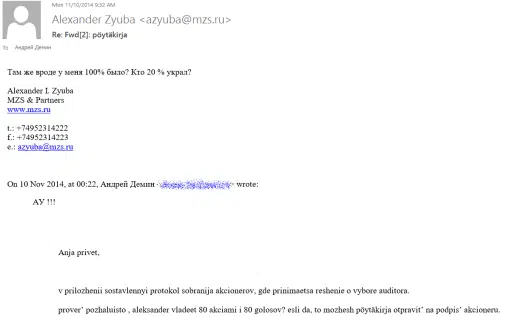 Mon 11/10/2014 9:32 AM
Alexander Zyuba <azyuba@mzs.ru>
Re: Fwd[2]: pöytäkirja
To Андрей Демин
Там же вроде у меня 100% было? Кто 20 % украл?
Alexander I. Zyuba
MZS & Partners
www.mzs.ru
t.: +74952314222
f.: +74952314223
e.: azyuba@mzs.ru
On 10 Nov 2014, at 00:22, Андрей Демин < > wrote:
АУ !!!
Anja privet,
v prilozhenii sostavlennyi protokol sobranija akcionerov, gde prinimaetsa reshenie o vybore auditora.
prover' pozhaluisto , aleksander vladeet 80 akciami i 80 golosov? esli da, to mozhesh pöytäkirja otpravit' na podpis' akcioneru.